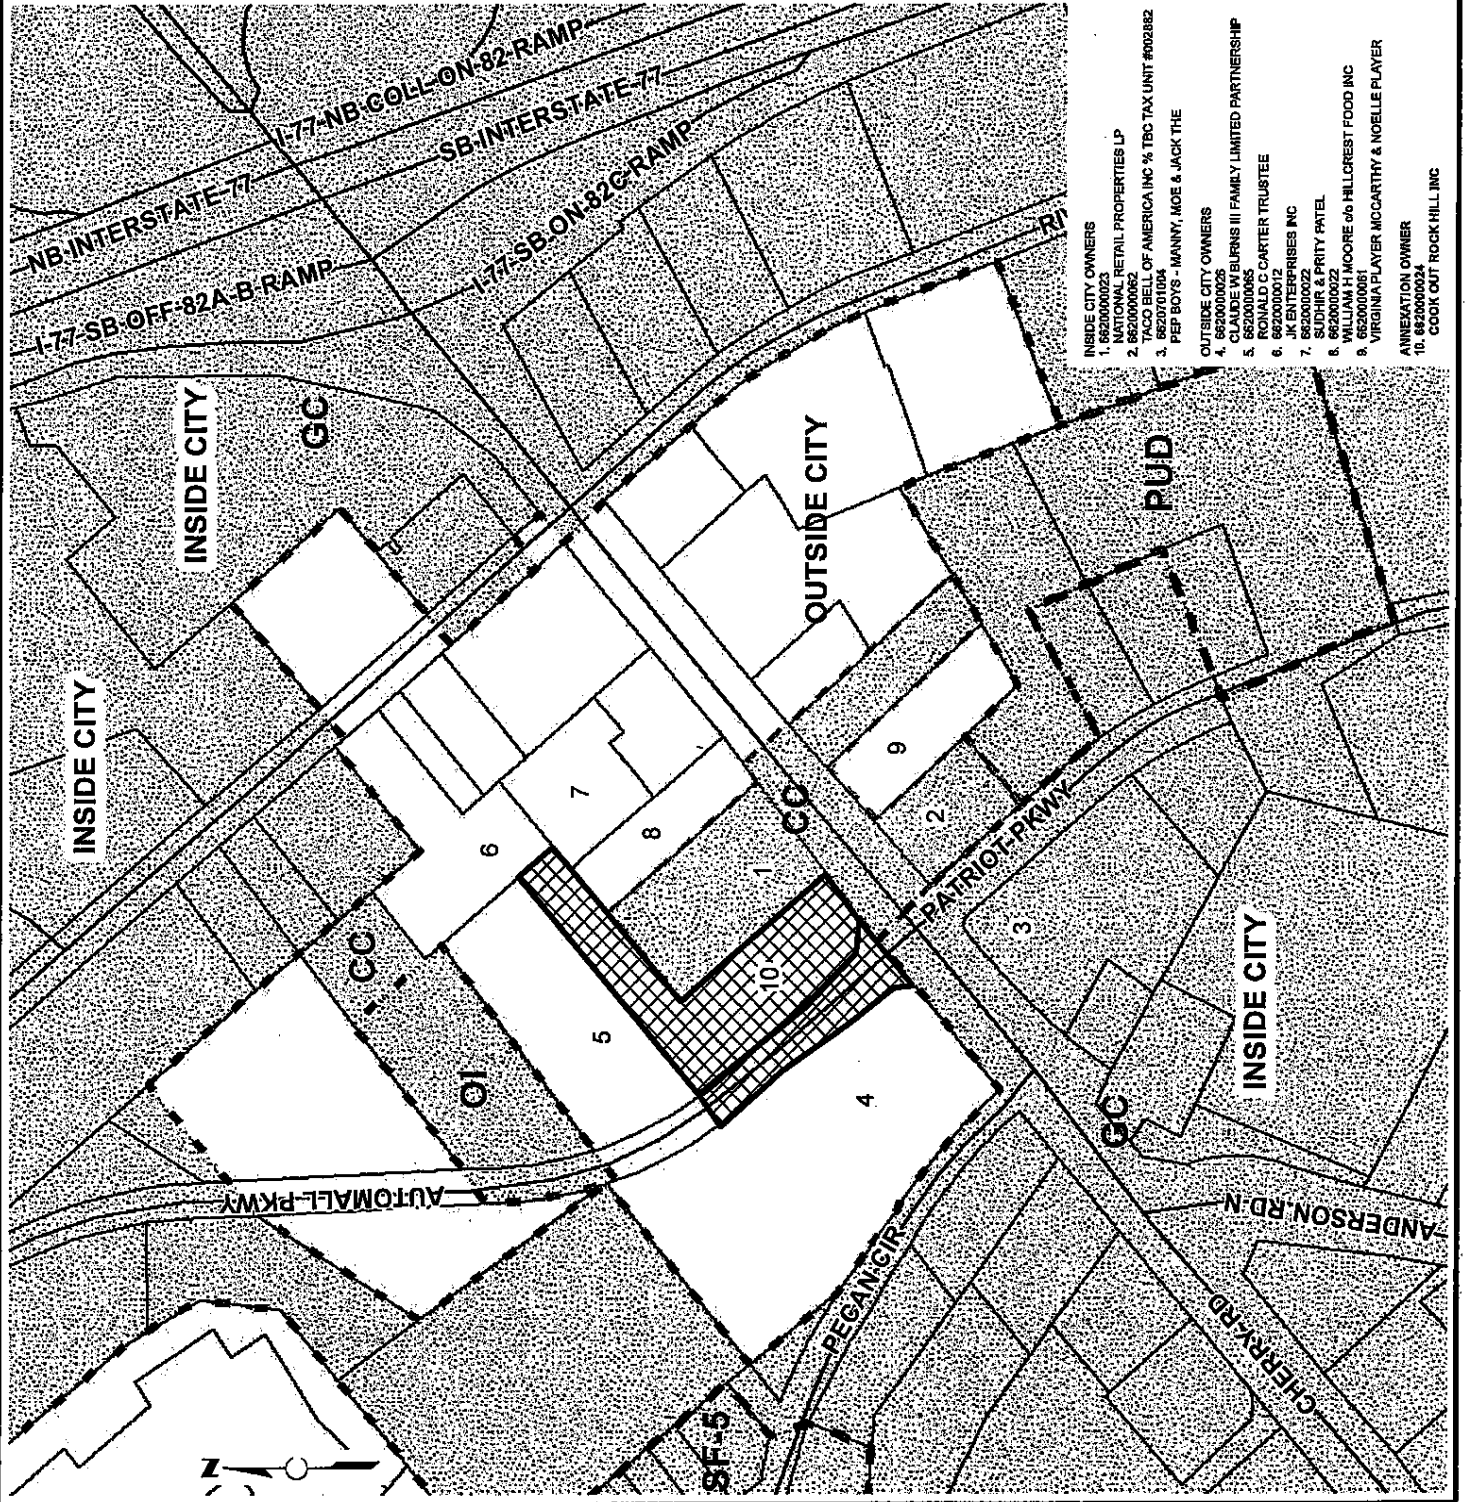 I-77-NB-COLL-ON-82-RAMP
NB-INTERSTATE-77
SB-INTERSTATE-77
I-77-SB-OFF-82A-B-RAMP
I-77-SB-ON-82C-RAMP
RIV
INSIDE CITY
GC
INSIDE CITY
OUTSIDE CITY
PUD
CC
CC
OI
GC
INSIDE CITY
SF-5
AUTOMALL-PKWY
PATRIOT-PKWY
PEGAN-CIR
CHERRY-RD
ANDERSON-RD-N
1
2
3
4
5
6
7
8
9
10
N
INSIDE CITY OWNERS
1. 6620000023
NATIONAL RETAIL PROPERTIES LP
2. 6620000062
TACO BELL OF AMERICA INC % TBC TAX UNIT #002882
3. 6620701004
PEP BOYS - MANNY, MOE & JACK THE
OUTSIDE CITY OWNERS
4. 6620000026
CLAUDE W BURNS III FAMILY LIMITED PARTNERSHIP
5. 6620000065
RONALD C CARTER TRUSTEE
6. 6620000012
JK ENTERPRISES INC
7. 6620000022
SUDHIR & PRITY PATEL
8. 6620000022
WILLIAM H MOORE c/o HILLCREST FOOD INC
9. 6620000061
VIRGINIA PLAYER MCCARTHY & NOELLE PLAYER
ANNEXATION OWNER
10. 6620000024
COOK OUT ROCK HILL INC